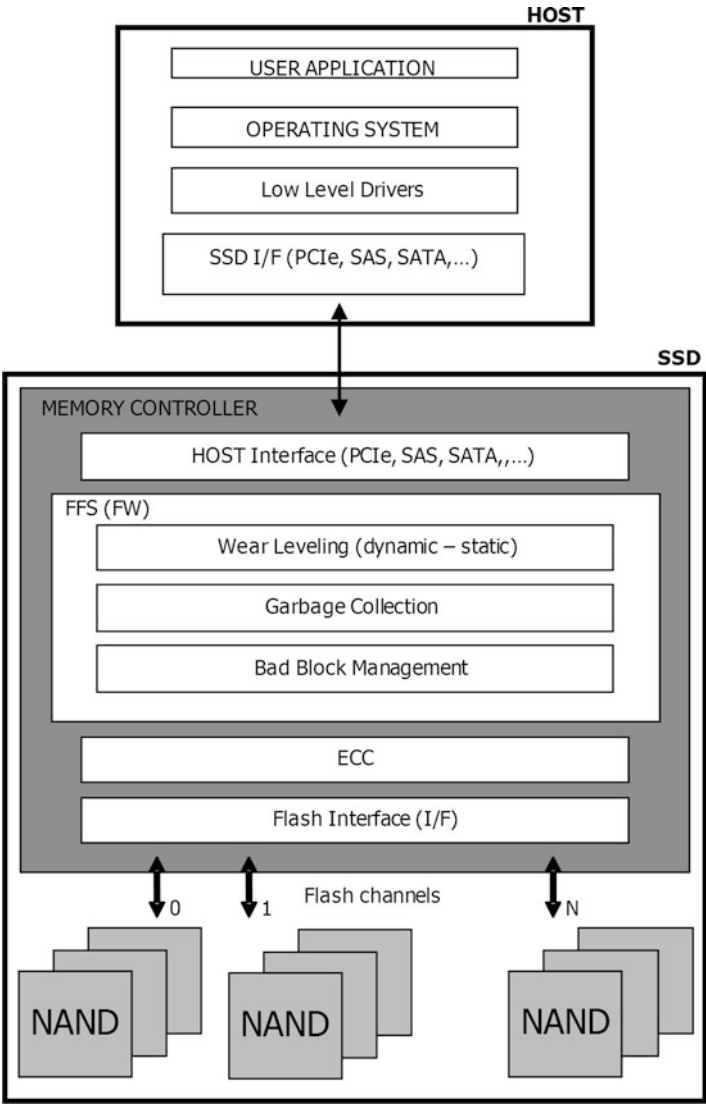 HOST
USER APPLICATION
OPERATING SYSTEM
Low Level Drivers
SSD I/F (PCIe, SAS, SATA,...)
SSD
MEMORY CONTROLLER
HOST Interface (PCIe, SAS, SATA,,...)
FFS (FW)
Wear Leveling (dynamic – static)
Garbage Collection
Bad Block Management
ECC
Flash Interface (I/F)
0
1
Flash channels
N
NAND
NAND
NAND